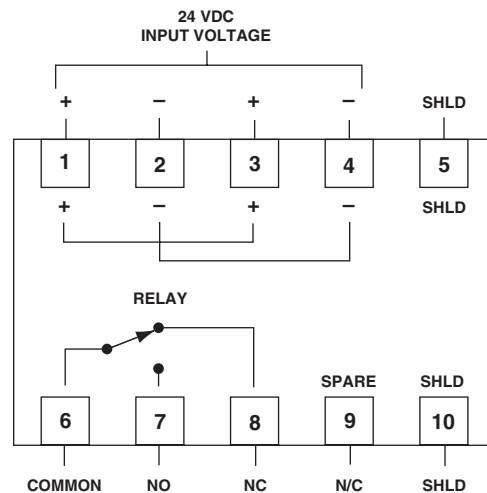 24 VDC
INPUT VOLTAGE
+ – + – SHLD
1 2 3 4 5
+ – + – SHLD
RELAY
SPARE SHLD
6 7 8 9 10
COMMON NO NC N/C SHLD